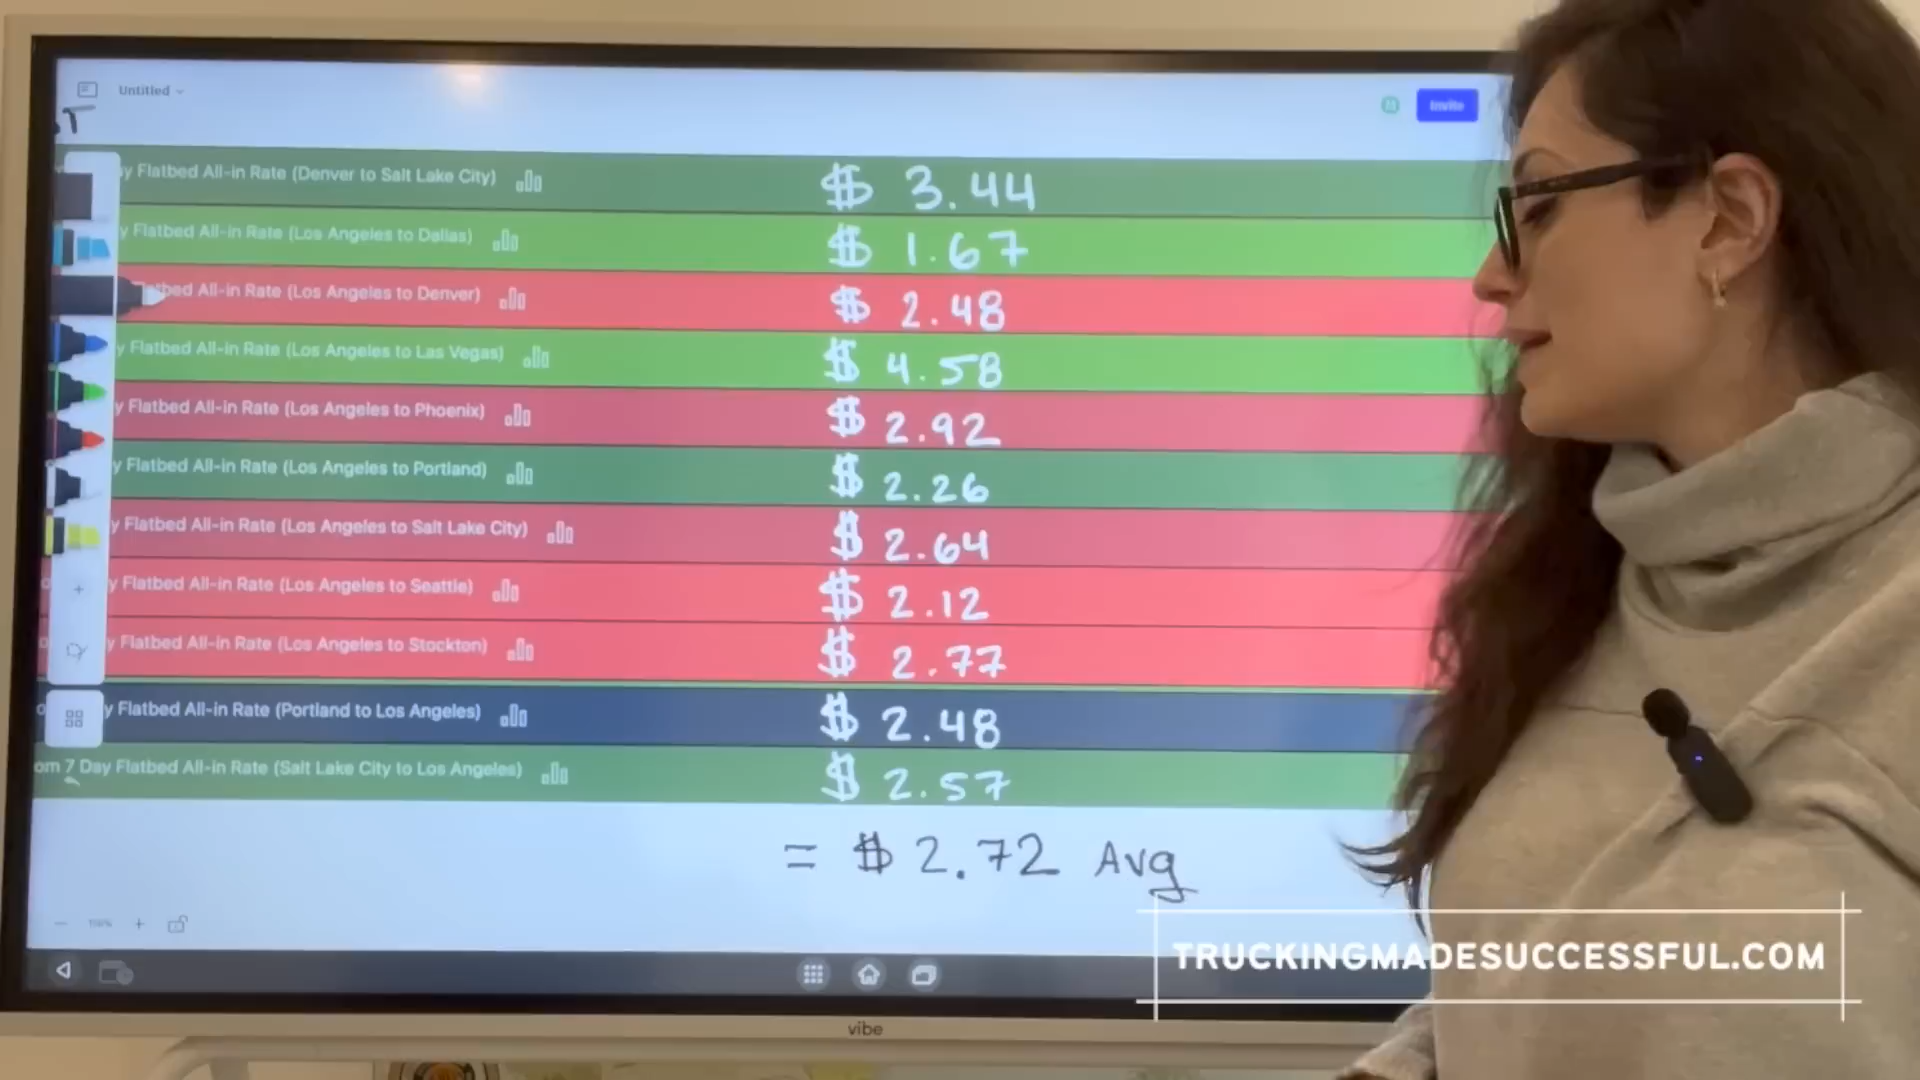 Untitled
ST
Invite
y Flatbed All-in Rate (Denver to Salt Lake City) $ 3.44
y Flatbed All-in Rate (Los Angeles to Dallas) $ 1.67
tbed All-in Rate (Los Angeles to Denver) $ 2.48
y Flatbed All-in Rate (Los Angeles to Las Vegas) $ 4.58
y Flatbed All-in Rate (Los Angeles to Phoenix) $ 2.92
y Flatbed All-in Rate (Los Angeles to Portland) $ 2.26
y Flatbed All-in Rate (Los Angeles to Salt Lake City) $ 2.64
y Flatbed All-in Rate (Los Angeles to Seattle) $ 2.12
y Flatbed All-in Rate (Los Angeles to Stockton) $ 2.77
y Flatbed All-in Rate (Portland to Los Angeles) $ 2.48
om 7 Day Flatbed All-in Rate (Salt Lake City to Los Angeles) $ 2.57
= $ 2.72 Avg
TRUCKINGMADESUCCESSFUL.COM
vibe